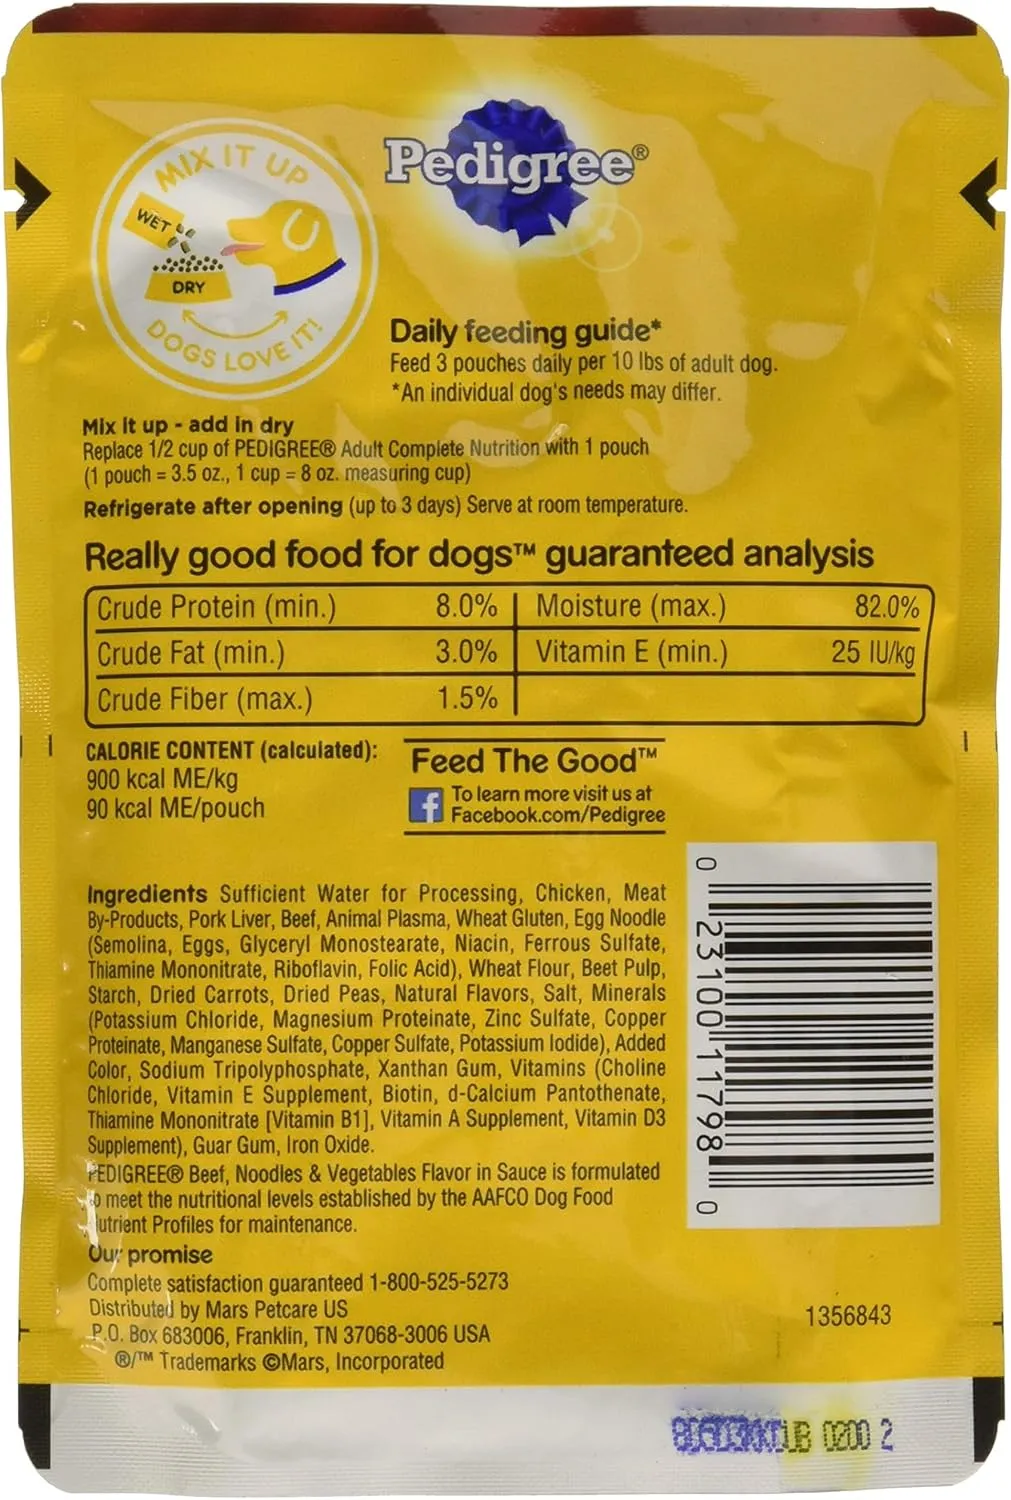 MIX IT UP
WET
DRY
DOGS LOVE IT!
Pedigree®
Daily feeding guide*
Feed 3 pouches daily per 10 lbs of adult dog.
*An individual dog's needs may differ.
Mix it up - add in dry
Replace 1/2 cup of PEDIGREE® Adult Complete Nutrition with 1 pouch
(1 pouch = 3.5 oz., 1 cup = 8 oz. measuring cup)
Refrigerate after opening (up to 3 days) Serve at room temperature.
Really good food for dogs™ guaranteed analysis
Crude Protein (min.) 8.0% Moisture (max.) 82.0%
Crude Fat (min.) 3.0% Vitamin E (min.) 25 IU/kg
Crude Fiber (max.) 1.5%
CALORIE CONTENT (calculated):
900 kcal ME/kg
90 kcal ME/pouch
Feed The Good™
f To learn more visit us at
Facebook.com/Pedigree
Ingredients Sufficient Water for Processing, Chicken, Meat
By-Products, Pork Liver, Beef, Animal Plasma, Wheat Gluten, Egg Noodle
(Semolina, Eggs, Glyceryl Monostearate, Niacin, Ferrous Sulfate,
Thiamine Mononitrate, Riboflavin, Folic Acid), Wheat Flour, Beet Pulp,
Starch, Dried Carrots, Dried Peas, Natural Flavors, Salt, Minerals
(Potassium Chloride, Magnesium Proteinate, Zinc Sulfate, Copper
Proteinate, Manganese Sulfate, Copper Sulfate, Potassium Iodide), Added
Color, Sodium Tripolyphosphate, Xanthan Gum, Vitamins (Choline
Chloride, Vitamin E Supplement, Biotin, d-Calcium Pantothenate,
Thiamine Mononitrate [Vitamin B1], Vitamin A Supplement, Vitamin D3
Supplement), Guar Gum, Iron Oxide.
PEDIGREE® Beef, Noodles & Vegetables Flavor in Sauce is formulated
to meet the nutritional levels established by the AAFCO Dog Food
Nutrient Profiles for maintenance.
Our promise
Complete satisfaction guaranteed 1-800-525-5273
Distributed by Mars Petcare US
P.O. Box 683006, Franklin, TN 37068-3006 USA
®/™ Trademarks ©Mars, Incorporated
0 23100 11798 0
1356843
0200 2